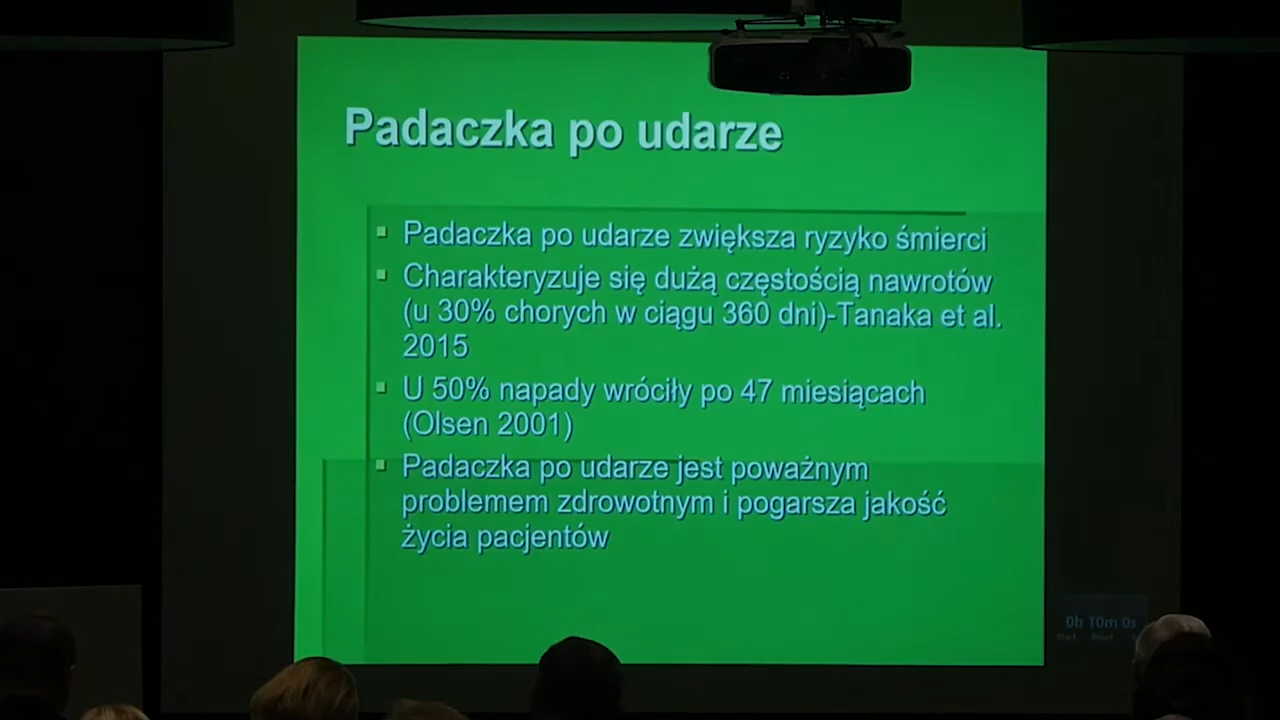 Padaczka po udarze
Padaczka po udarze zwiększa ryzyko śmierci
Charakteryzuje się dużą częstością nawrotów
(u 30% chorych w ciągu 360 dni)-Tanaka et al.
2015
U 50% napady wróciły po 47 miesiącach
(Olsen 2001)
Padaczka po udarze jest poważnym
problemem zdrowotnym i pogarsza jakość
życia pacjentów
0h 10m 0s